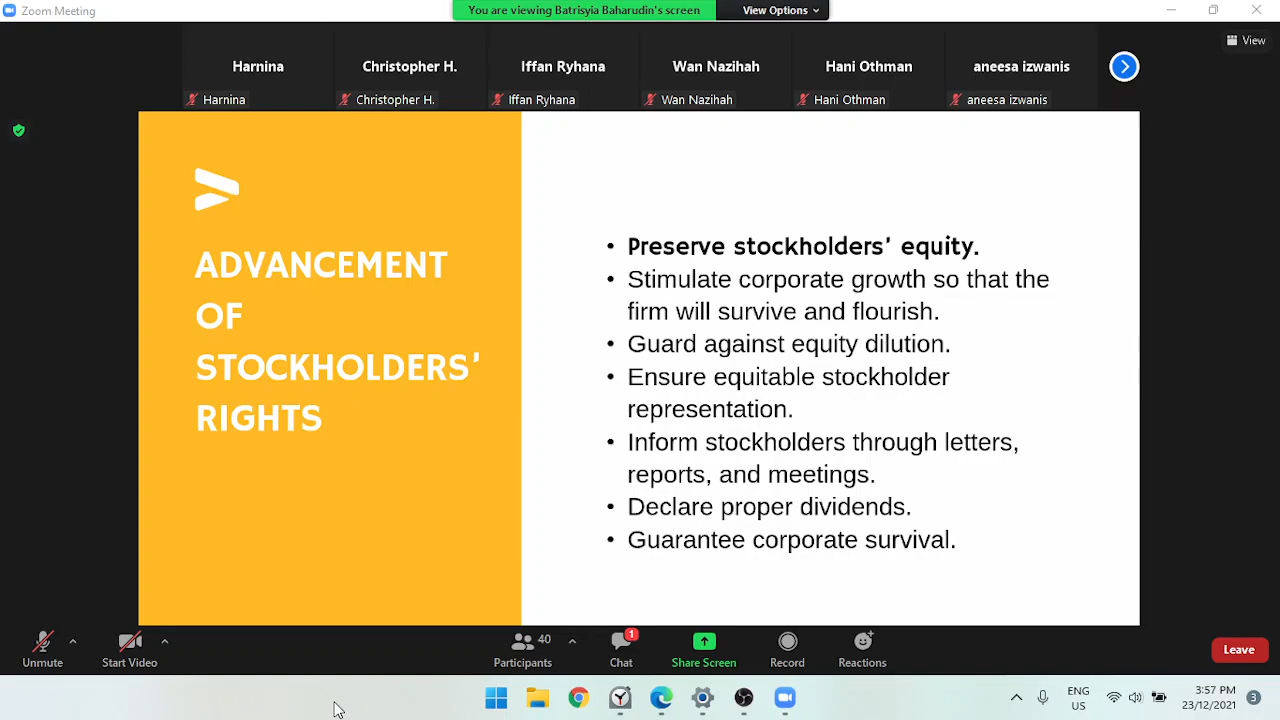 Zoom Meeting
You are viewing Batrisyia Baharudin's screen
View Options
View
Harnina
Christopher H.
Iffan Ryhana
Wan Nazihah
Hani Othman
aneesa izwanis
Harnina
Christopher H.
Iffan Ryhana
Wan Nazihah
Hani Othman
aneesa izwanis
ADVANCEMENT
OF
STOCKHOLDERS’
RIGHTS
• Preserve stockholders’ equity.
• Stimulate corporate growth so that the
firm will survive and flourish.
• Guard against equity dilution.
• Ensure equitable stockholder
representation.
• Inform stockholders through letters,
reports, and meetings.
• Declare proper dividends.
• Guarantee corporate survival.
Unmute
Start Video
Participants
40
Chat
1
Share Screen
Record
Reactions
Leave
ENG
US
3:57 PM
23/12/2021
3